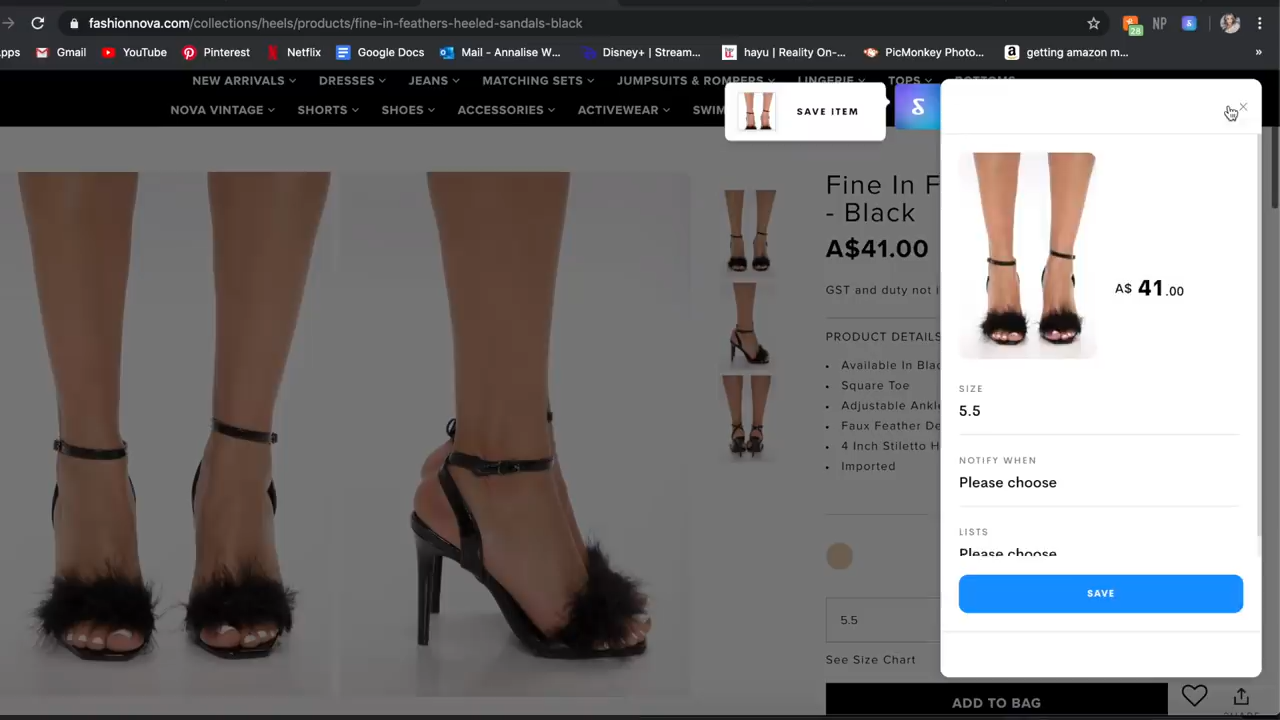 fashionnova.com/collections/heels/products/fine-in-feathers-heeled-sandals-black
28
NP
Gmail
YouTube
Pinterest
Netflix
Google Docs
Mail - Annalise W...
Disney+ | Stream...
hayu | Reality On-...
PicMonkey Photo...
getting amazon m...
»
NEW ARRIVALS
DRESSES
JEANS
MATCHING SETS
JUMPSUITS & ROMPERS
LINGERIE
TOPS
BOTTOMS
NOVA VINTAGE
SHORTS
SHOES
ACCESSORIES
ACTIVEWEAR
SWIM
SAVE ITEM
Fine In F
- Black
A$41.00
GST and duty not i
PRODUCT DETAILS
• Available In Blac
• Square Toe
• Adjustable Ankl
• Faux Feather De
• 4 Inch Stiletto H
• Imported
5.5
See Size Chart
ADD TO BAG
A$ 41.00
SIZE
5.5
NOTIFY WHEN
Please choose
LISTS
Please choose
SAVE